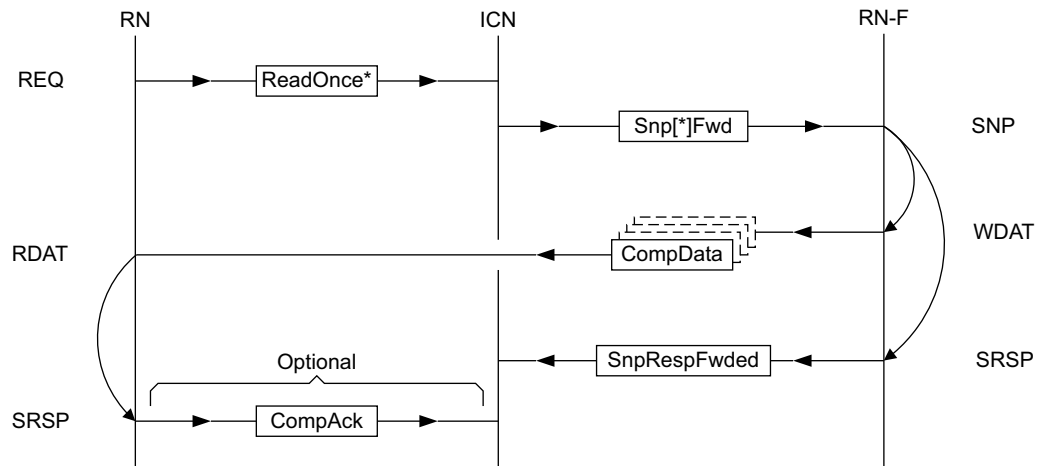 RN ICN RN-F
REQ ReadOnce*
Snp[*]Fwd SNP
WDAT
RDAT CompData
Optional SnpRespFwded SRSP
SRSP CompAck